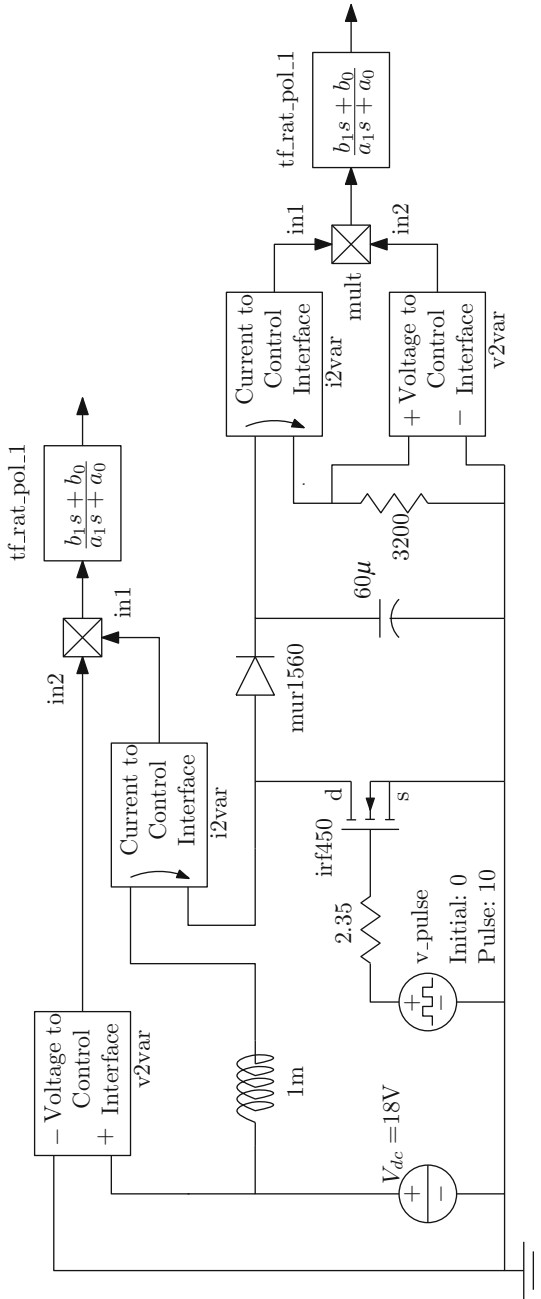 − Voltage to
Control
+ Interface
v2var
in2
in1
tf_rat_pol_1
b₁s + b₀
a₁s + a₀
Current to
Control
Interface
i2var
1m
V_dc = 18V
+
−
v_pulse
Initial: 0
Pulse: 10
+
−
2.35
irf450
d
s
mur1560
60µ
3200
Current to
Control
Interface
i2var
+ Voltage to
Control
− Interface
v2var
in1
mult
in2
tf_rat_pol_1
b₁s + b₀
a₁s + a₀